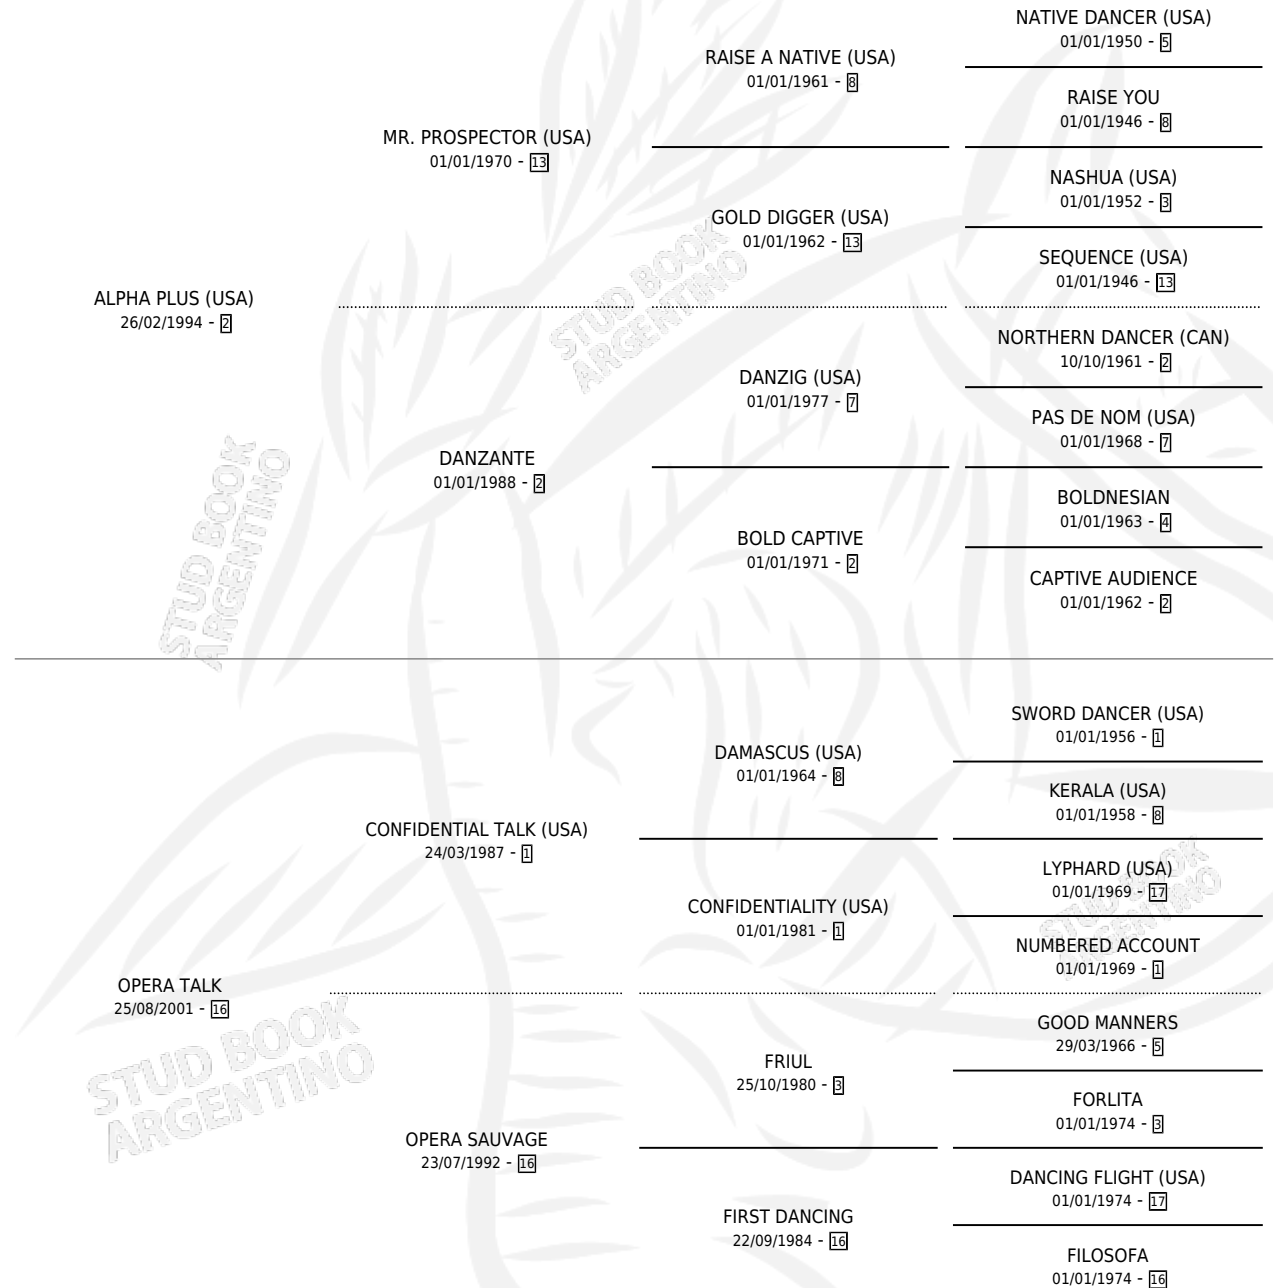 NATIVE DANCER (USA)
01/01/1950 - 5
RAISE A NATIVE (USA)
01/01/1961 - 8
RAISE YOU
01/01/1946 - 8
MR. PROSPECTOR (USA)
01/01/1970 - 13
NASHUA (USA)
01/01/1952 - 3
GOLD DIGGER (USA)
01/01/1962 - 13
SEQUENCE (USA)
01/01/1946 - 13
ALPHA PLUS (USA)
26/02/1994 - 2
NORTHERN DANCER (CAN)
10/10/1961 - 2
DANZIG (USA)
01/01/1977 - 7
PAS DE NOM (USA)
01/01/1968 - 7
DANZANTE
01/01/1988 - 2
BOLDNESIAN
01/01/1963 - 4
BOLD CAPTIVE
01/01/1971 - 2
CAPTIVE AUDIENCE
01/01/1962 - 2
SWORD DANCER (USA)
01/01/1956 - 1
DAMASCUS (USA)
01/01/1964 - 8
KERALA (USA)
01/01/1958 - 8
CONFIDENTIAL TALK (USA)
24/03/1987 - 1
LYPHARD (USA)
01/01/1969 - 17
CONFIDENTIALITY (USA)
01/01/1981 - 1
NUMBERED ACCOUNT
01/01/1969 - 1
OPERA TALK
25/08/2001 - 16
GOOD MANNERS
29/03/1966 - 5
FRIUL
25/10/1980 - 3
FORLITA
01/01/1974 - 3
OPERA SAUVAGE
23/07/1992 - 16
DANCING FLIGHT (USA)
01/01/1974 - 17
FIRST DANCING
22/09/1984 - 16
FILOSOFA
01/01/1974 - 16
STUD BOOK
ARGENTINO
STUD BOOK
ARGENTINO
STUD BOOK
ARGENTINO
STUD BOOK
ARGENTINO